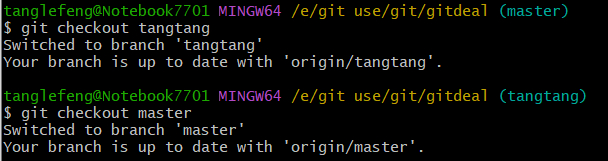 tanglefeng@Notebook7701 MINGW64 /e/git use/git/gitdeal (master)
$ git checkout tangtang
Switched to branch 'tangtang'
Your branch is up to date with 'origin/tangtang'.
tanglefeng@Notebook7701 MINGW64 /e/git use/git/gitdeal (tangtang)
$ git checkout master
Switched to branch 'master'
Your branch is up to date with 'origin/master'.